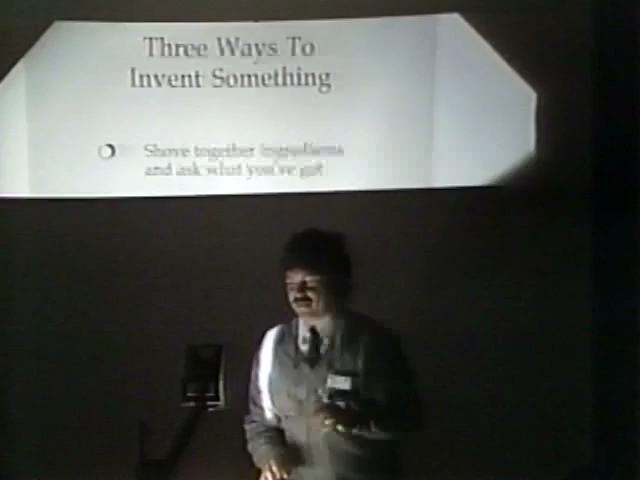 Three Ways To
Invent Something
Shove together ingredients
and ask what you've got